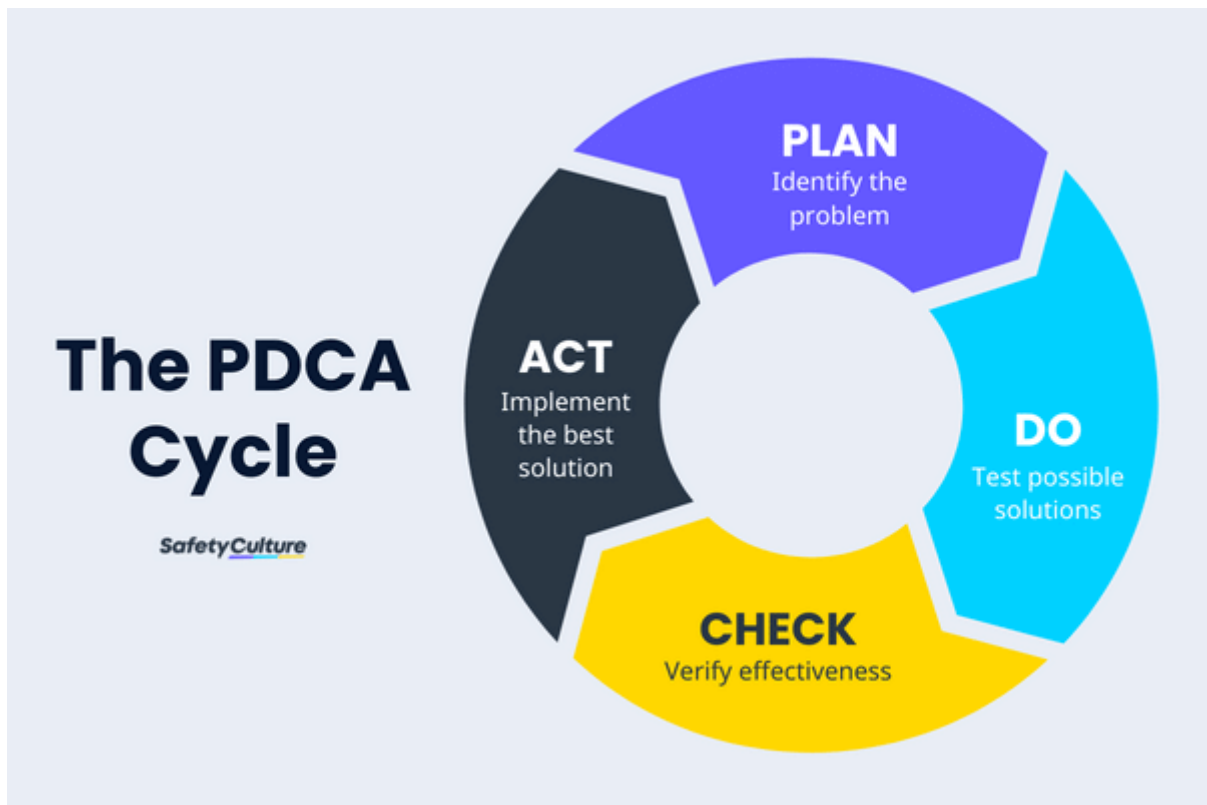 The PDCA
Cycle
SafetyCulture
PLAN
Identify the
problem
DO
Test possible
solutions
CHECK
Verify effectiveness
ACT
Implement
the best
solution